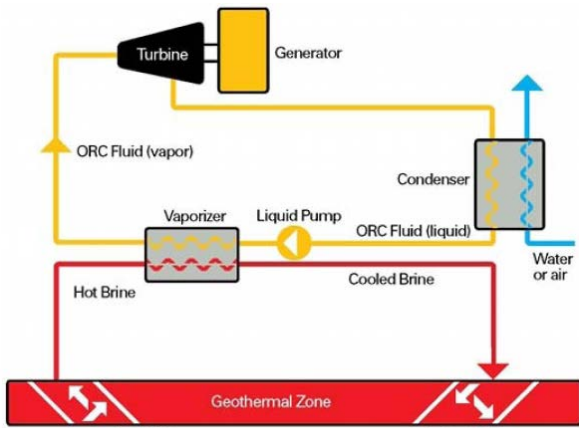 Turbine
Generator
ORC Fluid (vapor)
Condenser
Vaporizer
Liquid Pump
ORC Fluid (liquid)
Water
or air
Hot Brine
Cooled Brine
Geothermal Zone